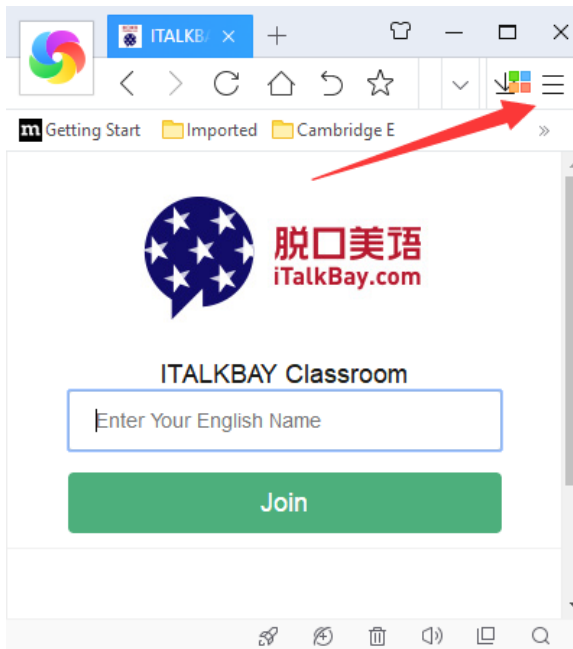 ITALKB
Getting Start Imported Cambridge E
脱口美语
iTalkBay.com
ITALKBAY Classroom
Enter Your English Name
Join